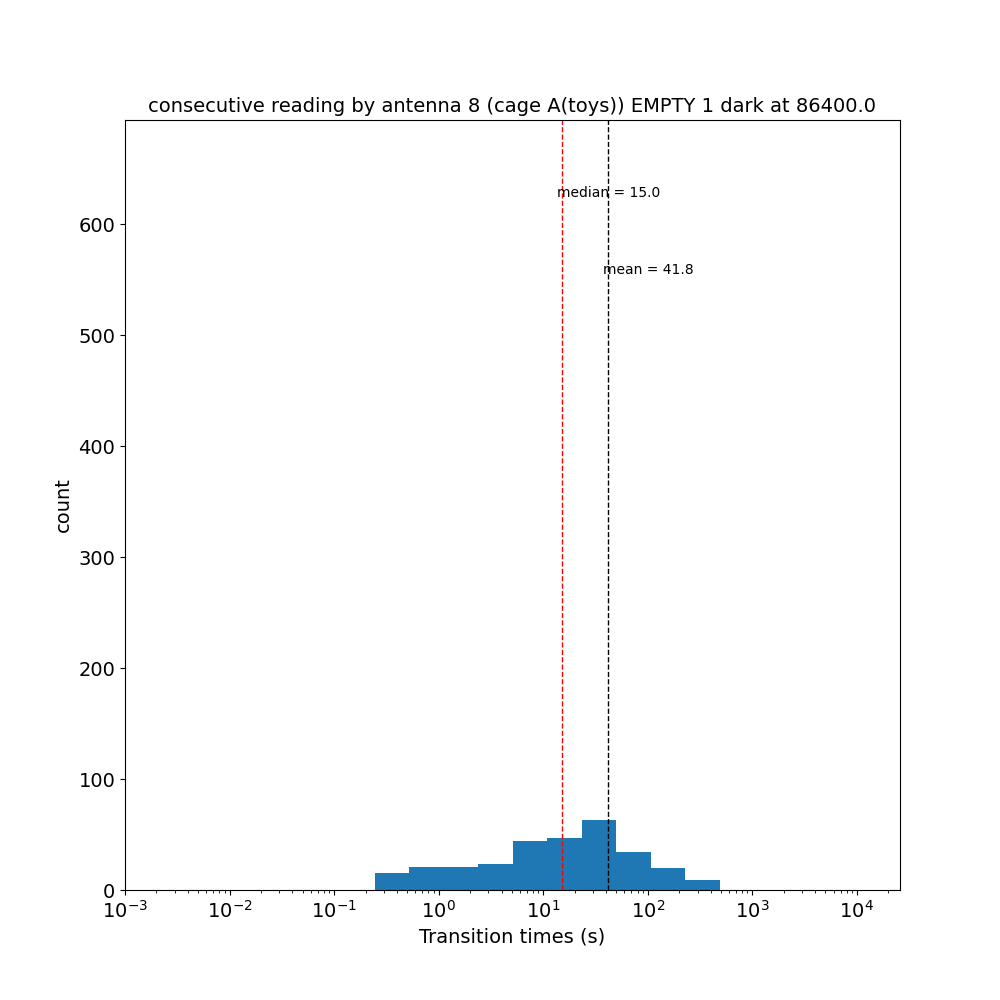 consecutive reading by antenna 8 (cage A(toys)) EMPTY 1 dark at 86400.0
median = 15.0
mean = 41.8
600
500
400
300
200
100
0
count
10⁻³ 10⁻² 10⁻¹ 10⁰ 10¹ 10² 10³ 10⁴
Transition times (s)